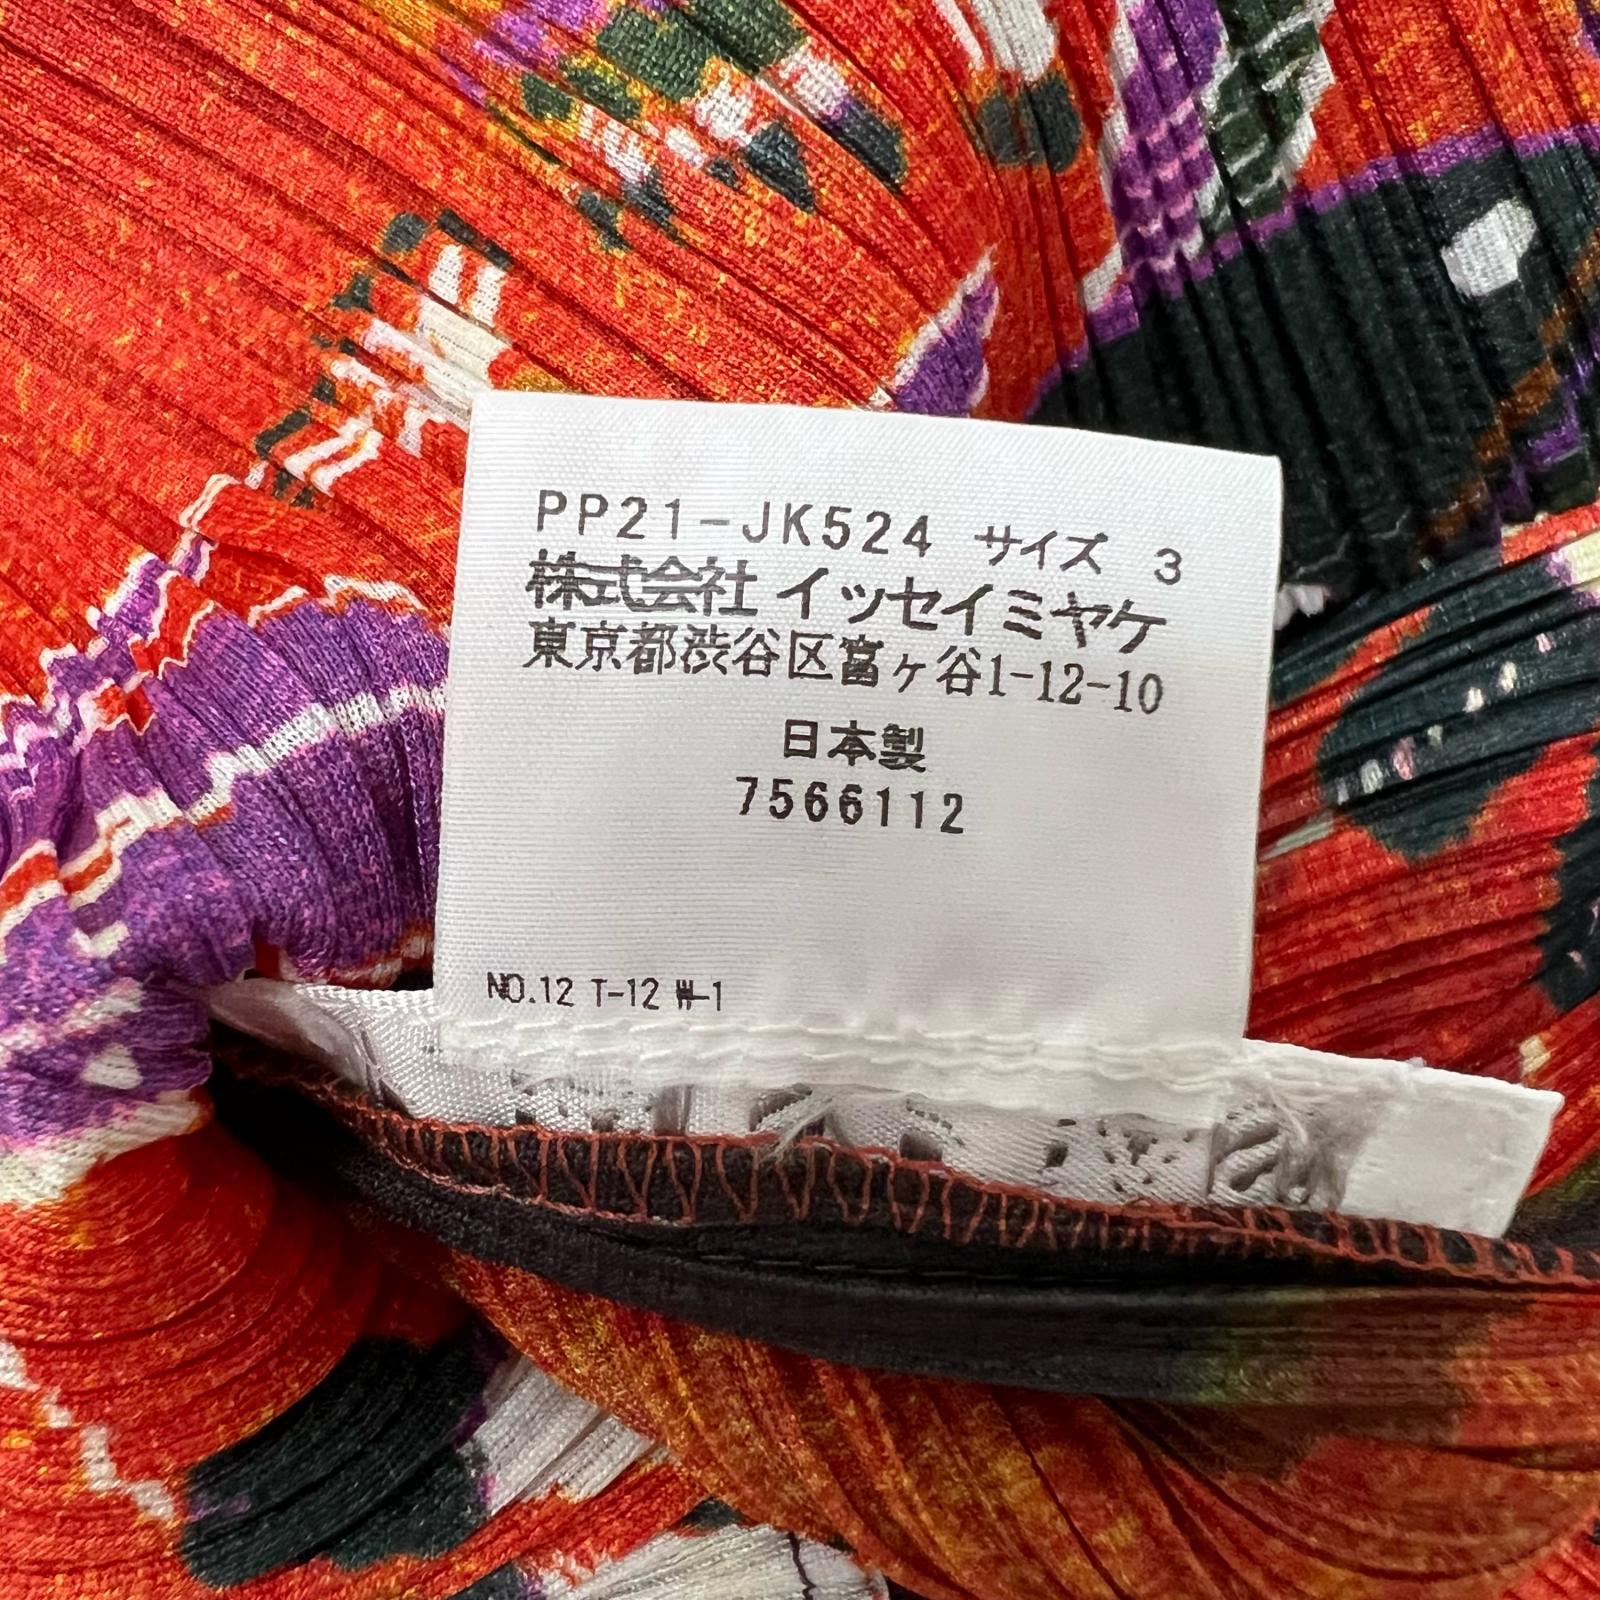 PP21-JK524 サイズ 3
株式会社 イッセイミヤケ
東京都渋谷区富ヶ谷1-12-10
日本製
7566112
NO.12 T-12 W-1